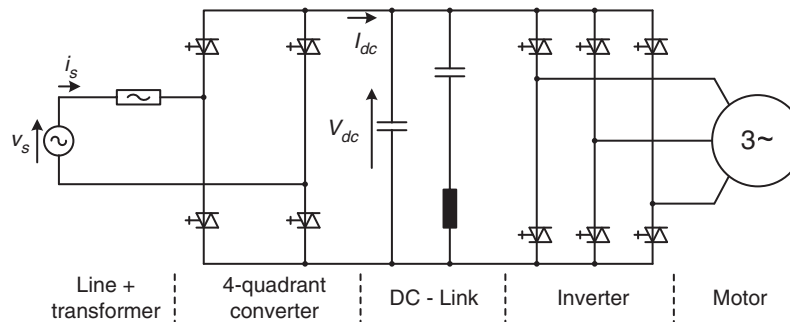 I_dc
i_s
v_s
V_dc
3~
Line +
transformer
4-quadrant
converter
DC - Link
Inverter
Motor